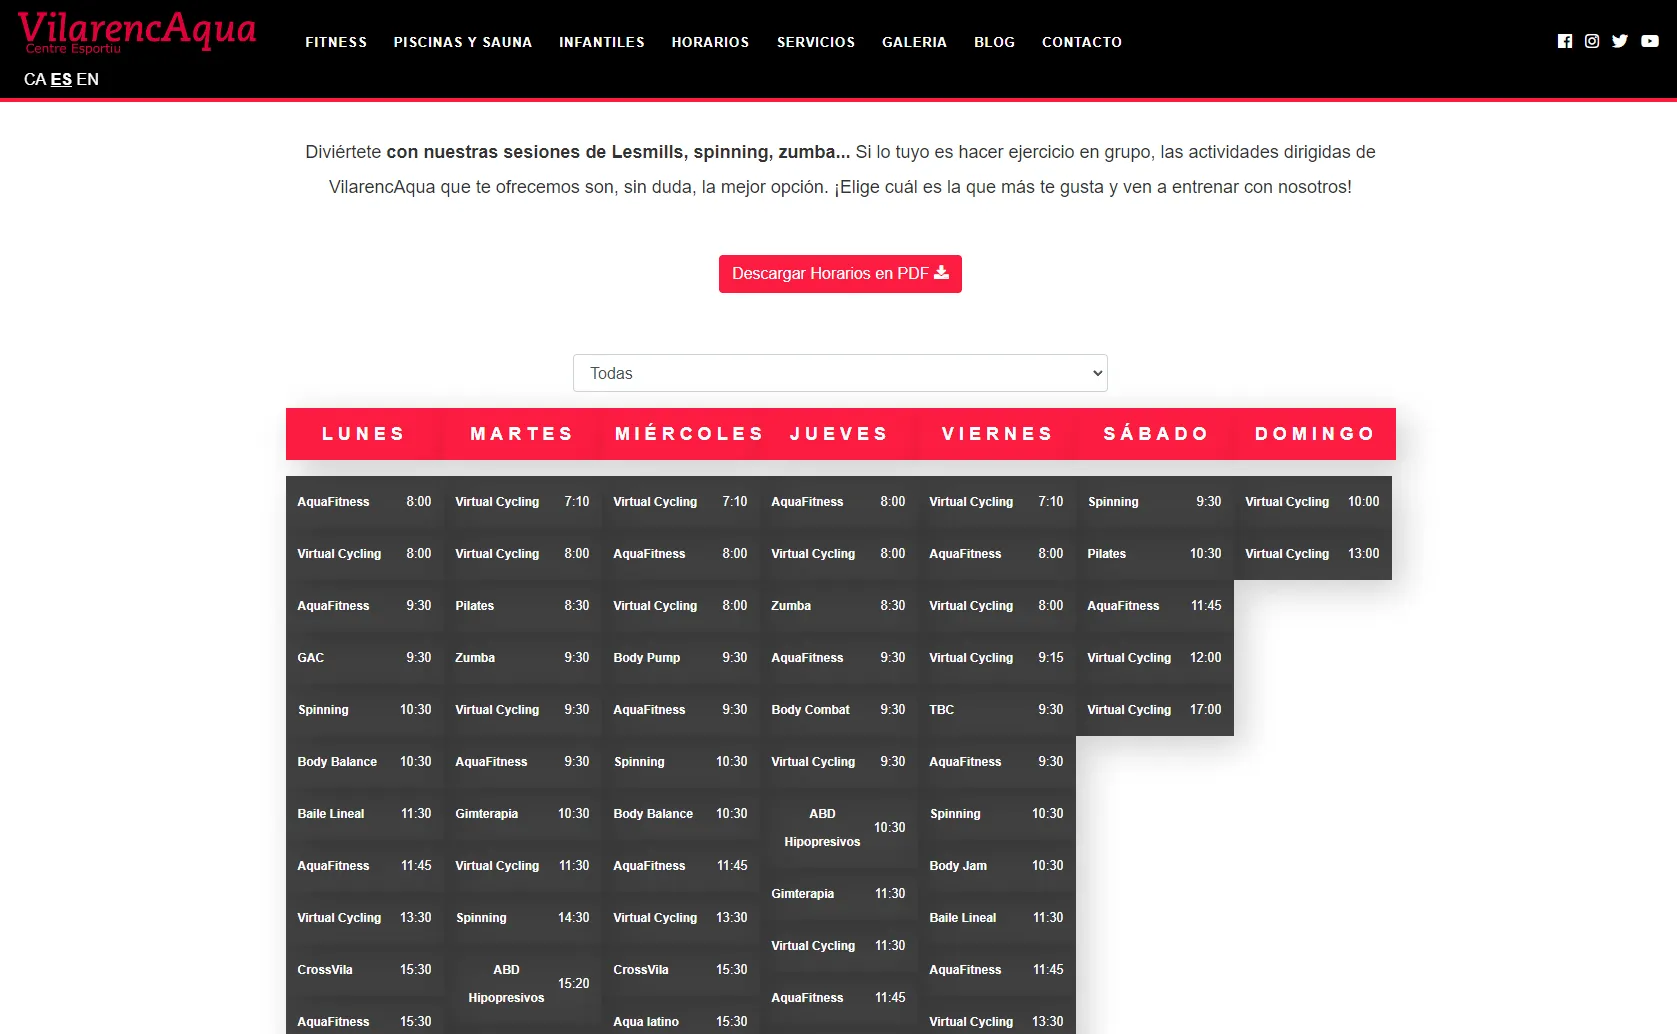 VilarencAqua
Centre Esportiu
FITNESS PISCINAS Y SAUNA INFANTILES HORARIOS SERVICIOS GALERIA BLOG CONTACTO
CA ES EN
Diviértete con nuestras sesiones de Lesmills, spinning, zumba... Si lo tuyo es hacer ejercicio en grupo, las actividades dirigidas de
VilarencAqua que te ofrecemos son, sin duda, la mejor opción. ¡Elige cuál es la que más te gusta y ven a entrenar con nosotros!
Descargar Horarios en PDF
Todas
LUNES MARTES MIÉRCOLES JUEVES VIERNES SÁBADO DOMINGO
AquaFitness 8:00 Virtual Cycling 7:10 Virtual Cycling 7:10 AquaFitness 8:00 Virtual Cycling 7:10 Spinning 9:30 Virtual Cycling 10:00
Virtual Cycling 8:00 Virtual Cycling 8:00 AquaFitness 8:00 Virtual Cycling 8:00 AquaFitness 8:00 Pilates 10:30 Virtual Cycling 13:00
AquaFitness 9:30 Pilates 8:30 Virtual Cycling 8:00 Zumba 8:30 Virtual Cycling 8:00 AquaFitness 11:45
GAC 9:30 Zumba 9:30 Body Pump 9:30 AquaFitness 9:30 Virtual Cycling 9:15 Virtual Cycling 12:00
Spinning 10:30 Virtual Cycling 9:30 AquaFitness 9:30 Body Combat 9:30 TBC 9:30 Virtual Cycling 17:00
Body Balance 10:30 AquaFitness 9:30 Spinning 10:30 Virtual Cycling 9:30 AquaFitness 9:30
Baile Lineal 11:30 Gimterapia 10:30 Body Balance 10:30 ABD Hipopresivos 10:30 Spinning 10:30
AquaFitness 11:45 Virtual Cycling 11:30 AquaFitness 11:45 Gimterapia 11:30 Body Jam 10:30
Virtual Cycling 13:30 Spinning 14:30 Virtual Cycling 13:30 Virtual Cycling 11:30 Baile Lineal 11:30
CrossVila 15:30 ABD Hipopresivos 15:20 CrossVila 15:30 AquaFitness 11:45 AquaFitness 11:45
AquaFitness 15:30 Aqua latino 15:30 Virtual Cycling 13:30